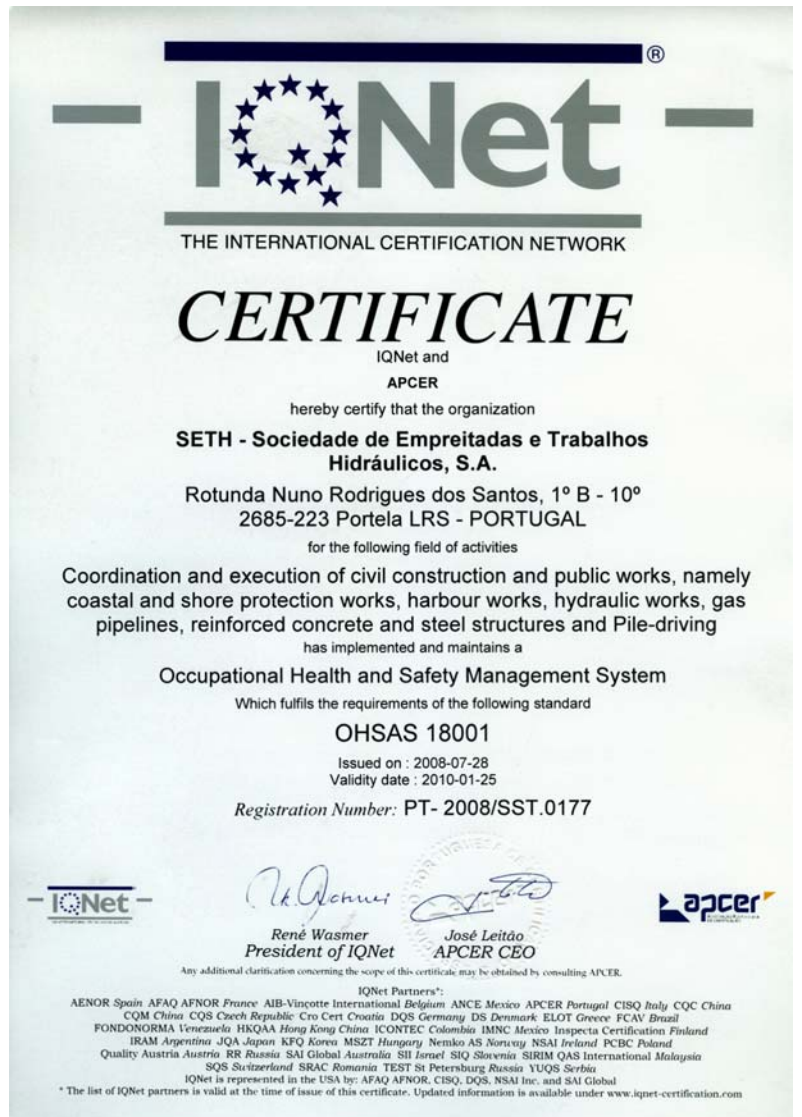 IQNet ®
THE INTERNATIONAL CERTIFICATION NETWORK
CERTIFICATE
IQNet and
APCER
hereby certify that the organization
SETH - Sociedade de Empreitadas e Trabalhos
Hidráulicos, S.A.
Rotunda Nuno Rodrigues dos Santos, 1º B - 10º
2685-223 Portela LRS - PORTUGAL
for the following field of activities
Coordination and execution of civil construction and public works, namely
coastal and shore protection works, harbour works, hydraulic works, gas
pipelines, reinforced concrete and steel structures and Pile-driving
has implemented and maintains a
Occupational Health and Safety Management System
Which fulfils the requirements of the following standard
OHSAS 18001
Issued on : 2008-07-28
Validity date : 2010-01-25
Registration Number: PT- 2008/SST.0177
IQNet
apcer
René Wasmer
José Leitão
President of IQNet
APCER CEO
Any additional clarification concerning the scope of this certificate may be obtained by consulting APCER.
IQNet Partners*:
AENOR Spain AFAQ AFNOR France AIB-Vinçotte International Belgium ANCE Mexico APCER Portugal CISQ Italy CQC China
CQM China CQS Czech Republic Cro Cert Croatia DQS Germany DS Denmark ELOT Greece FCAV Brazil
FONDONORMA Venezuela HKQAA Hong Kong China ICONTEC Colombia IMNC Mexico Inspecta Certification Finland
IRAM Argentina JQA Japan KFQ Korea MSZT Hungary Nemko AS Norway NSAI Ireland PCBC Poland
Quality Austria Austria RR Russia SAI Global Australia SII Israel SIQ Slovenia SIRIM QAS International Malaysia
SQS Switzerland SRAC Romania TEST St Petersburg Russia YUQS Serbia
IQNet is represented in the USA by: AFAQ AFNOR, CISQ, DQS, NSAI Inc. and SAI Global
* The list of IQNet partners is valid at the time of issue of this certificate. Updated information is available under www.iqnet-certification.com